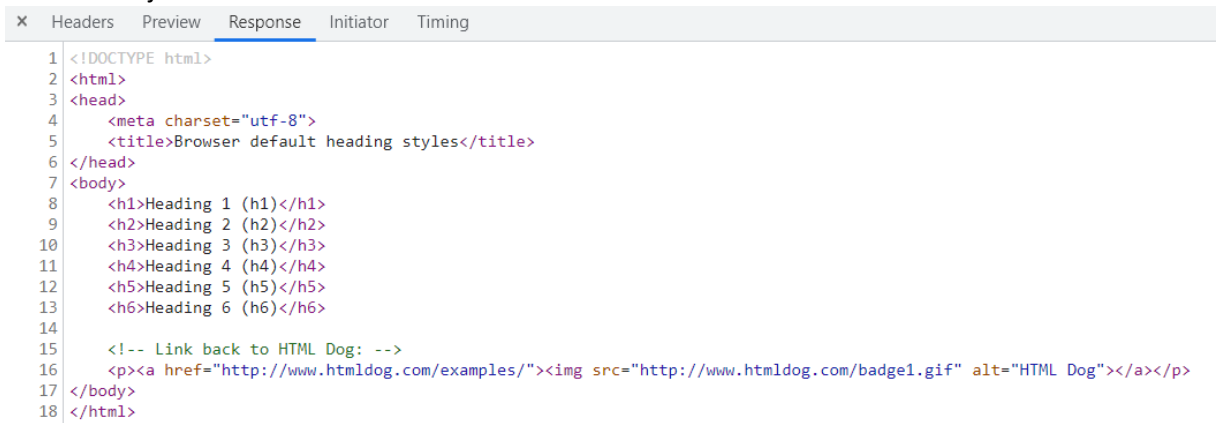 × Headers Preview Response Initiator Timing
1 <!DOCTYPE html>
2 <html>
3 <head>
4     <meta charset="utf-8">
5     <title>Browser default heading styles</title>
6 </head>
7 <body>
8     <h1>Heading 1 (h1)</h1>
9     <h2>Heading 2 (h2)</h2>
10     <h3>Heading 3 (h3)</h3>
11     <h4>Heading 4 (h4)</h4>
12     <h5>Heading 5 (h5)</h5>
13     <h6>Heading 6 (h6)</h6>
14
15     <!-- Link back to HTML Dog: -->
16     <p><a href="http://www.htmldog.com/examples/"><img src="http://www.htmldog.com/badge1.gif" alt="HTML Dog"></a></p>
17 </body>
18 </html>